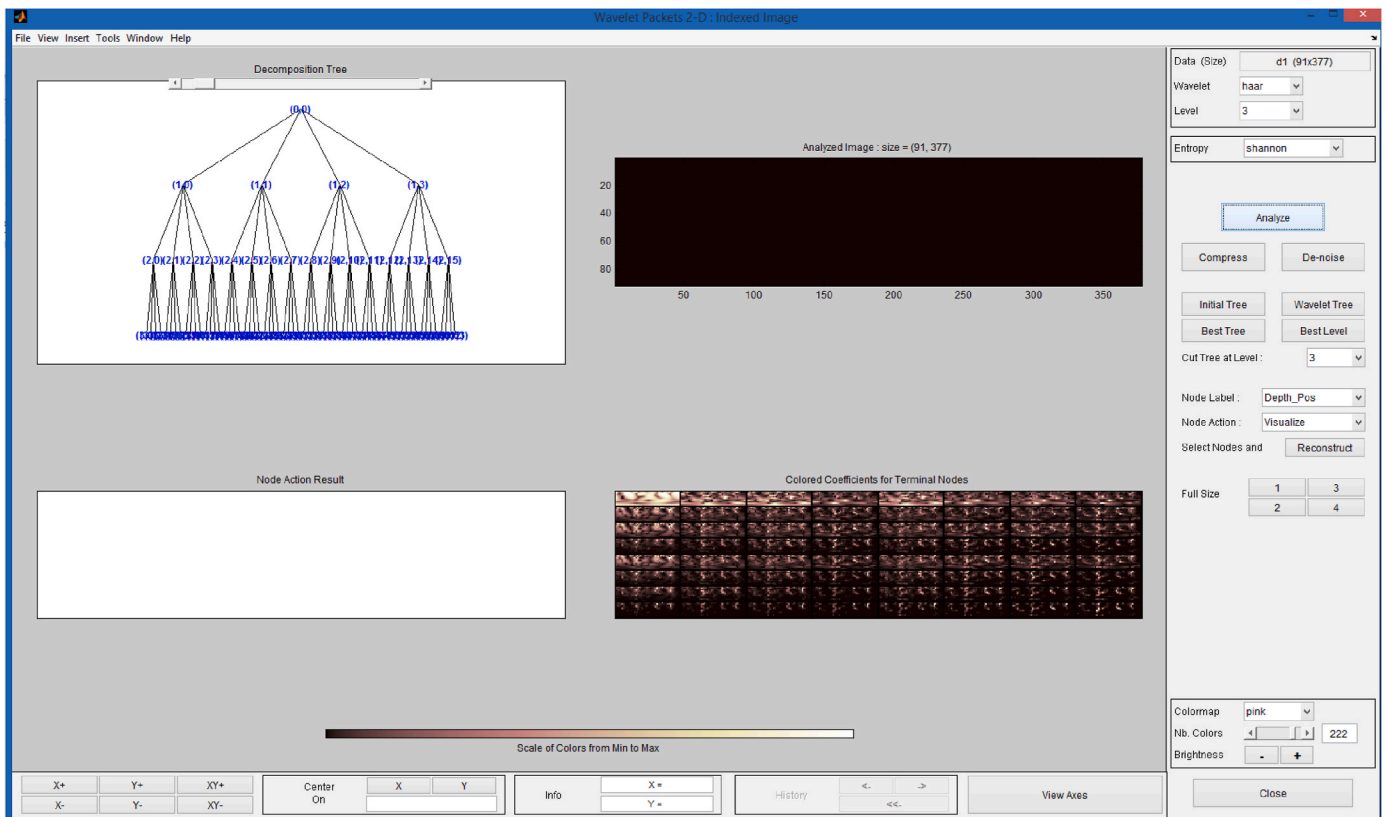 Wavelet Packets 2-D : Indexed Image
File View Insert Tools Window Help
Decomposition Tree
(0,0)
(1,0) (1,1) (1,2) (1,3)
(2,0)(2,1)(2,2)(2,3)(2,4)(2,5)(2,6)(2,7)(2,8)(2,9)(2,10)(2,11)(2,12)(2,13)(2,14)(2,15)
Analyzed Image : size = (91, 377)
20
40
60
80
50 100 150 200 250 300 350
Node Action Result
Colored Coefficients for Terminal Nodes
Scale of Colors from Min to Max
Data (Size) d1 (91x377)
Wavelet haar
Level 3
Entropy shannon
Analyze
Compress De-noise
Initial Tree Wavelet Tree
Best Tree Best Level
Cut Tree at Level : 3
Node Label : Depth_Pos
Node Action : Visualize
Select Nodes and Reconstruct
Full Size 1 3
2 4
Colormap pink
Nb. Colors 222
Brightness - +
X+ Y+ XY+
X- Y- XY-
Center On X Y
Info X =
Y =
History <- ->
<<-
View Axes
Close